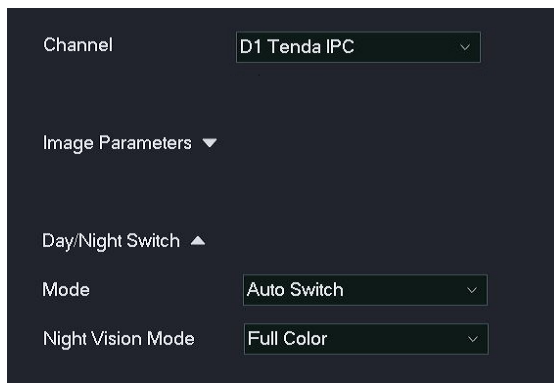 Channel D1 Tenda IPC
Image Parameters
Day/Night Switch
Mode Auto Switch
Night Vision Mode Full Color